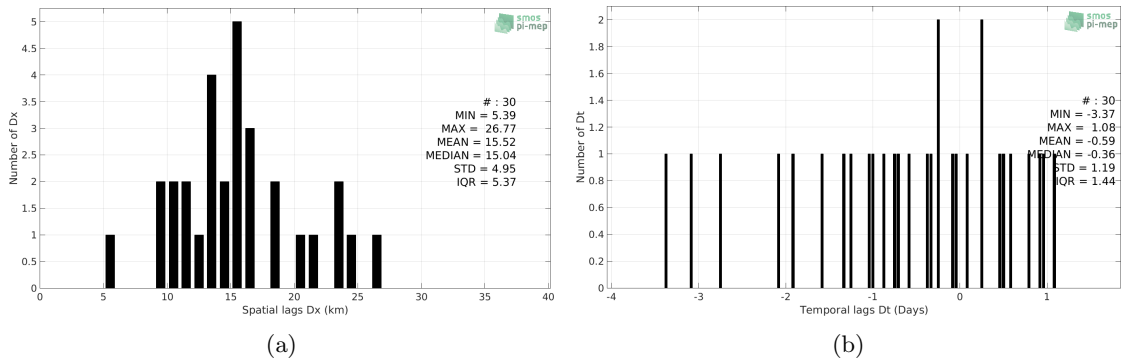 5
4.5
4
3.5
3
2.5
2
1.5
1
0.5
0
Number of Dx
0 5 10 15 20 25 30 35 40
Spatial lags Dx (km)
smos
pi-mep
# : 30
MIN = 5.39
MAX = 26.77
MEAN = 15.52
MEDIAN = 15.04
STD = 4.95
IQR = 5.37
(a)
2
1.8
1.6
1.4
1.2
1
0.8
0.6
0.4
0.2
0
Number of Dt
-4 -3 -2 -1 0 1
Temporal lags Dt (Days)
smos
pi-mep
# : 30
MIN = -3.37
MAX = 1.08
MEAN = -0.59
MEDIAN = -0.36
STD = 1.19
IQR = 1.44
(b)